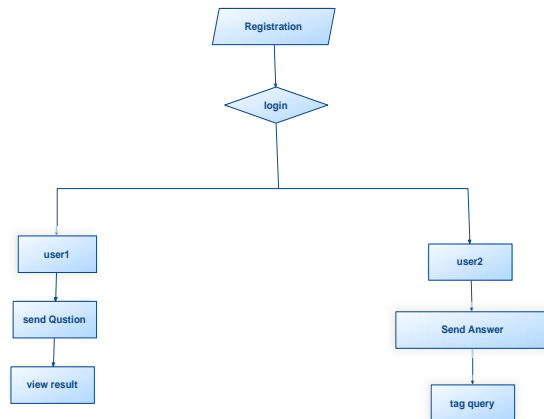 Registration
login
user1
user2
send Qustion
Send Answer
view result
tag query